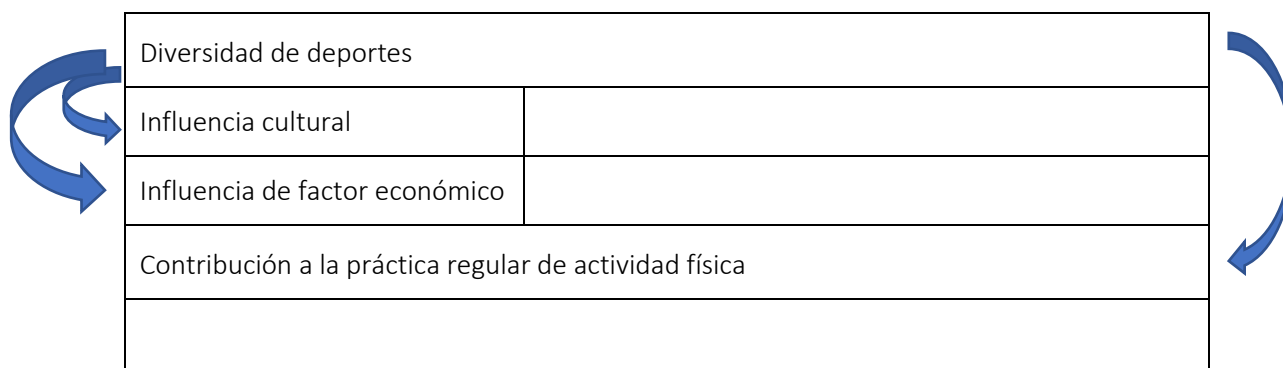 Diversidad de deportes
Influencia cultural
Influencia de factor económico
Contribución a la práctica regular de actividad física